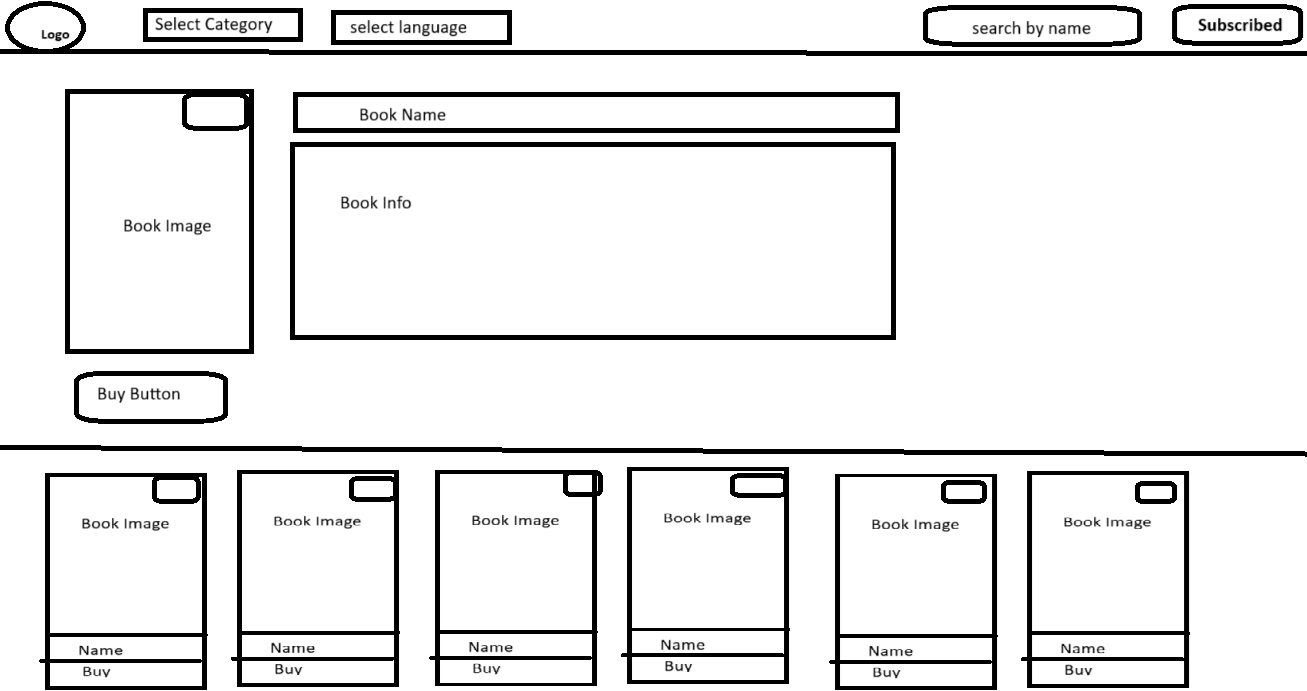 Logo
Select Category
select language
search by name
Subscribed
Book Image
Book Name
Book Info
Buy Button
Book Image
Book Image
Book Image
Book Image
Book Image
Book Image
Name
Name
Name
Name
Name
Name
Buy
Buy
Buy
Buy
Buy
Buy